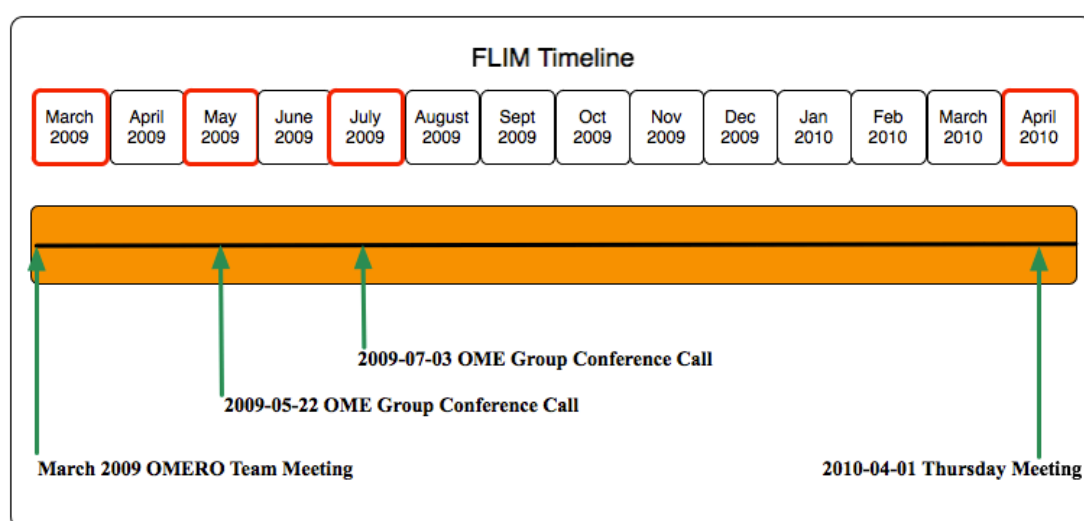 FLIM Timeline
March
2009
April
2009
May
2009
June
2009
July
2009
August
2009
Sept
2009
Oct
2009
Nov
2009
Dec
2009
Jan
2010
Feb
2010
March
2010
April
2010
2009-07-03 OME Group Conference Call
2009-05-22 OME Group Conference Call
March 2009 OMERO Team Meeting
2010-04-01 Thursday Meeting